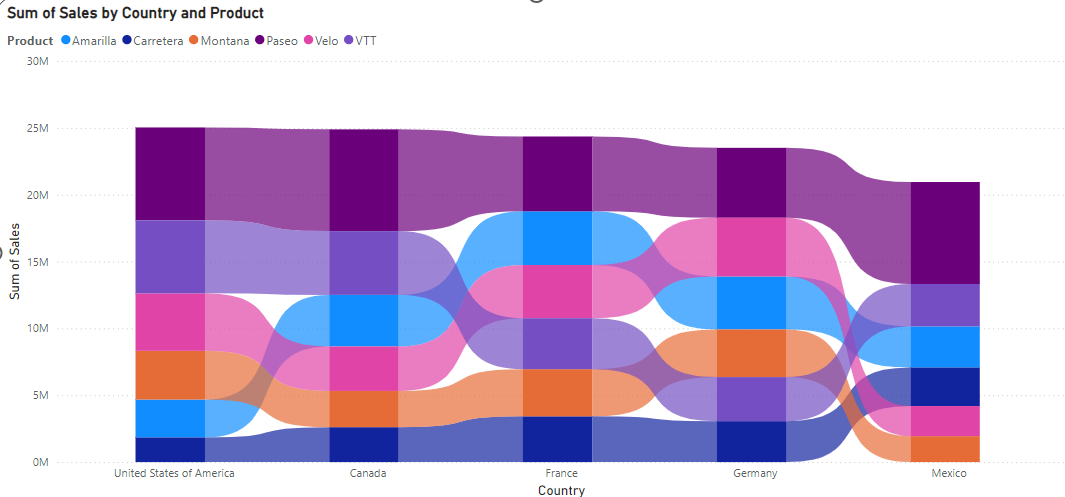 Sum of Sales by Country and Product
Product Amarilla Carretera Montana Paseo Velo VTT
30M
25M
20M
15M
10M
5M
0M
Sum of Sales
United States of America Canada France Germany Mexico
Country